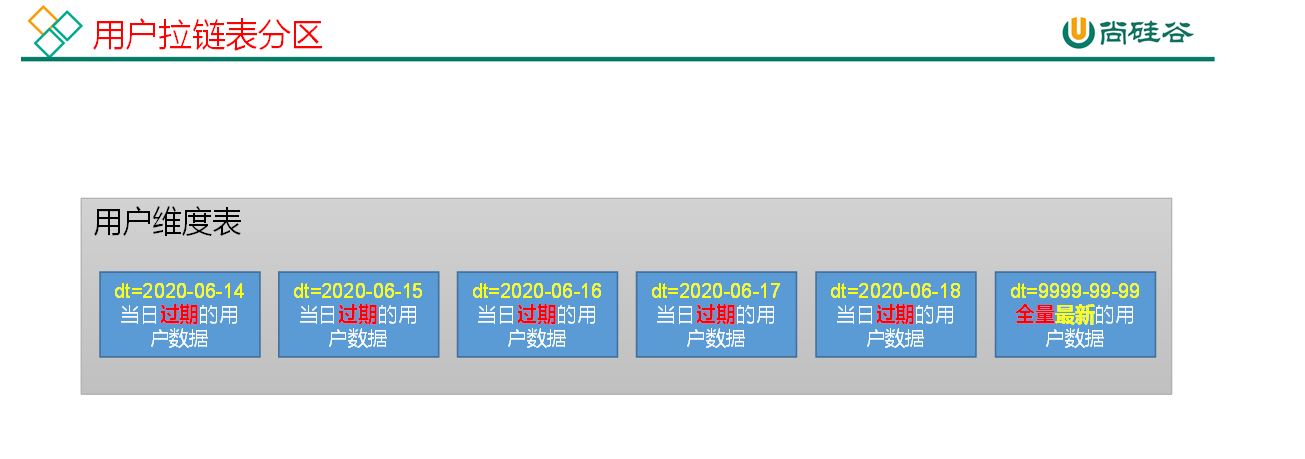 用户拉链表分区
尚硅谷
用户维度表
dt=2020-06-14
当日过期的用
户数据
dt=2020-06-15
当日过期的用
户数据
dt=2020-06-16
当日过期的用
户数据
dt=2020-06-17
当日过期的用
户数据
dt=2020-06-18
当日过期的用
户数据
dt=9999-99-99
全量最新的用
户数据